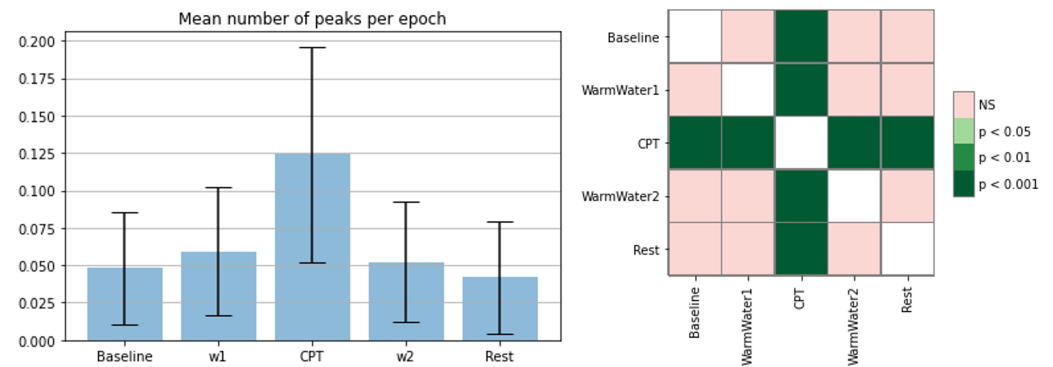 Mean number of peaks per epoch
0.200
0.175
0.150
0.125
0.100
0.075
0.050
0.025
0.000
Baseline w1 CPT w2 Rest
Baseline
WarmWater1
CPT
WarmWater2
Rest
Baseline
WarmWater1
CPT
WarmWater2
Rest
NS
p < 0.05
p < 0.01
p < 0.001